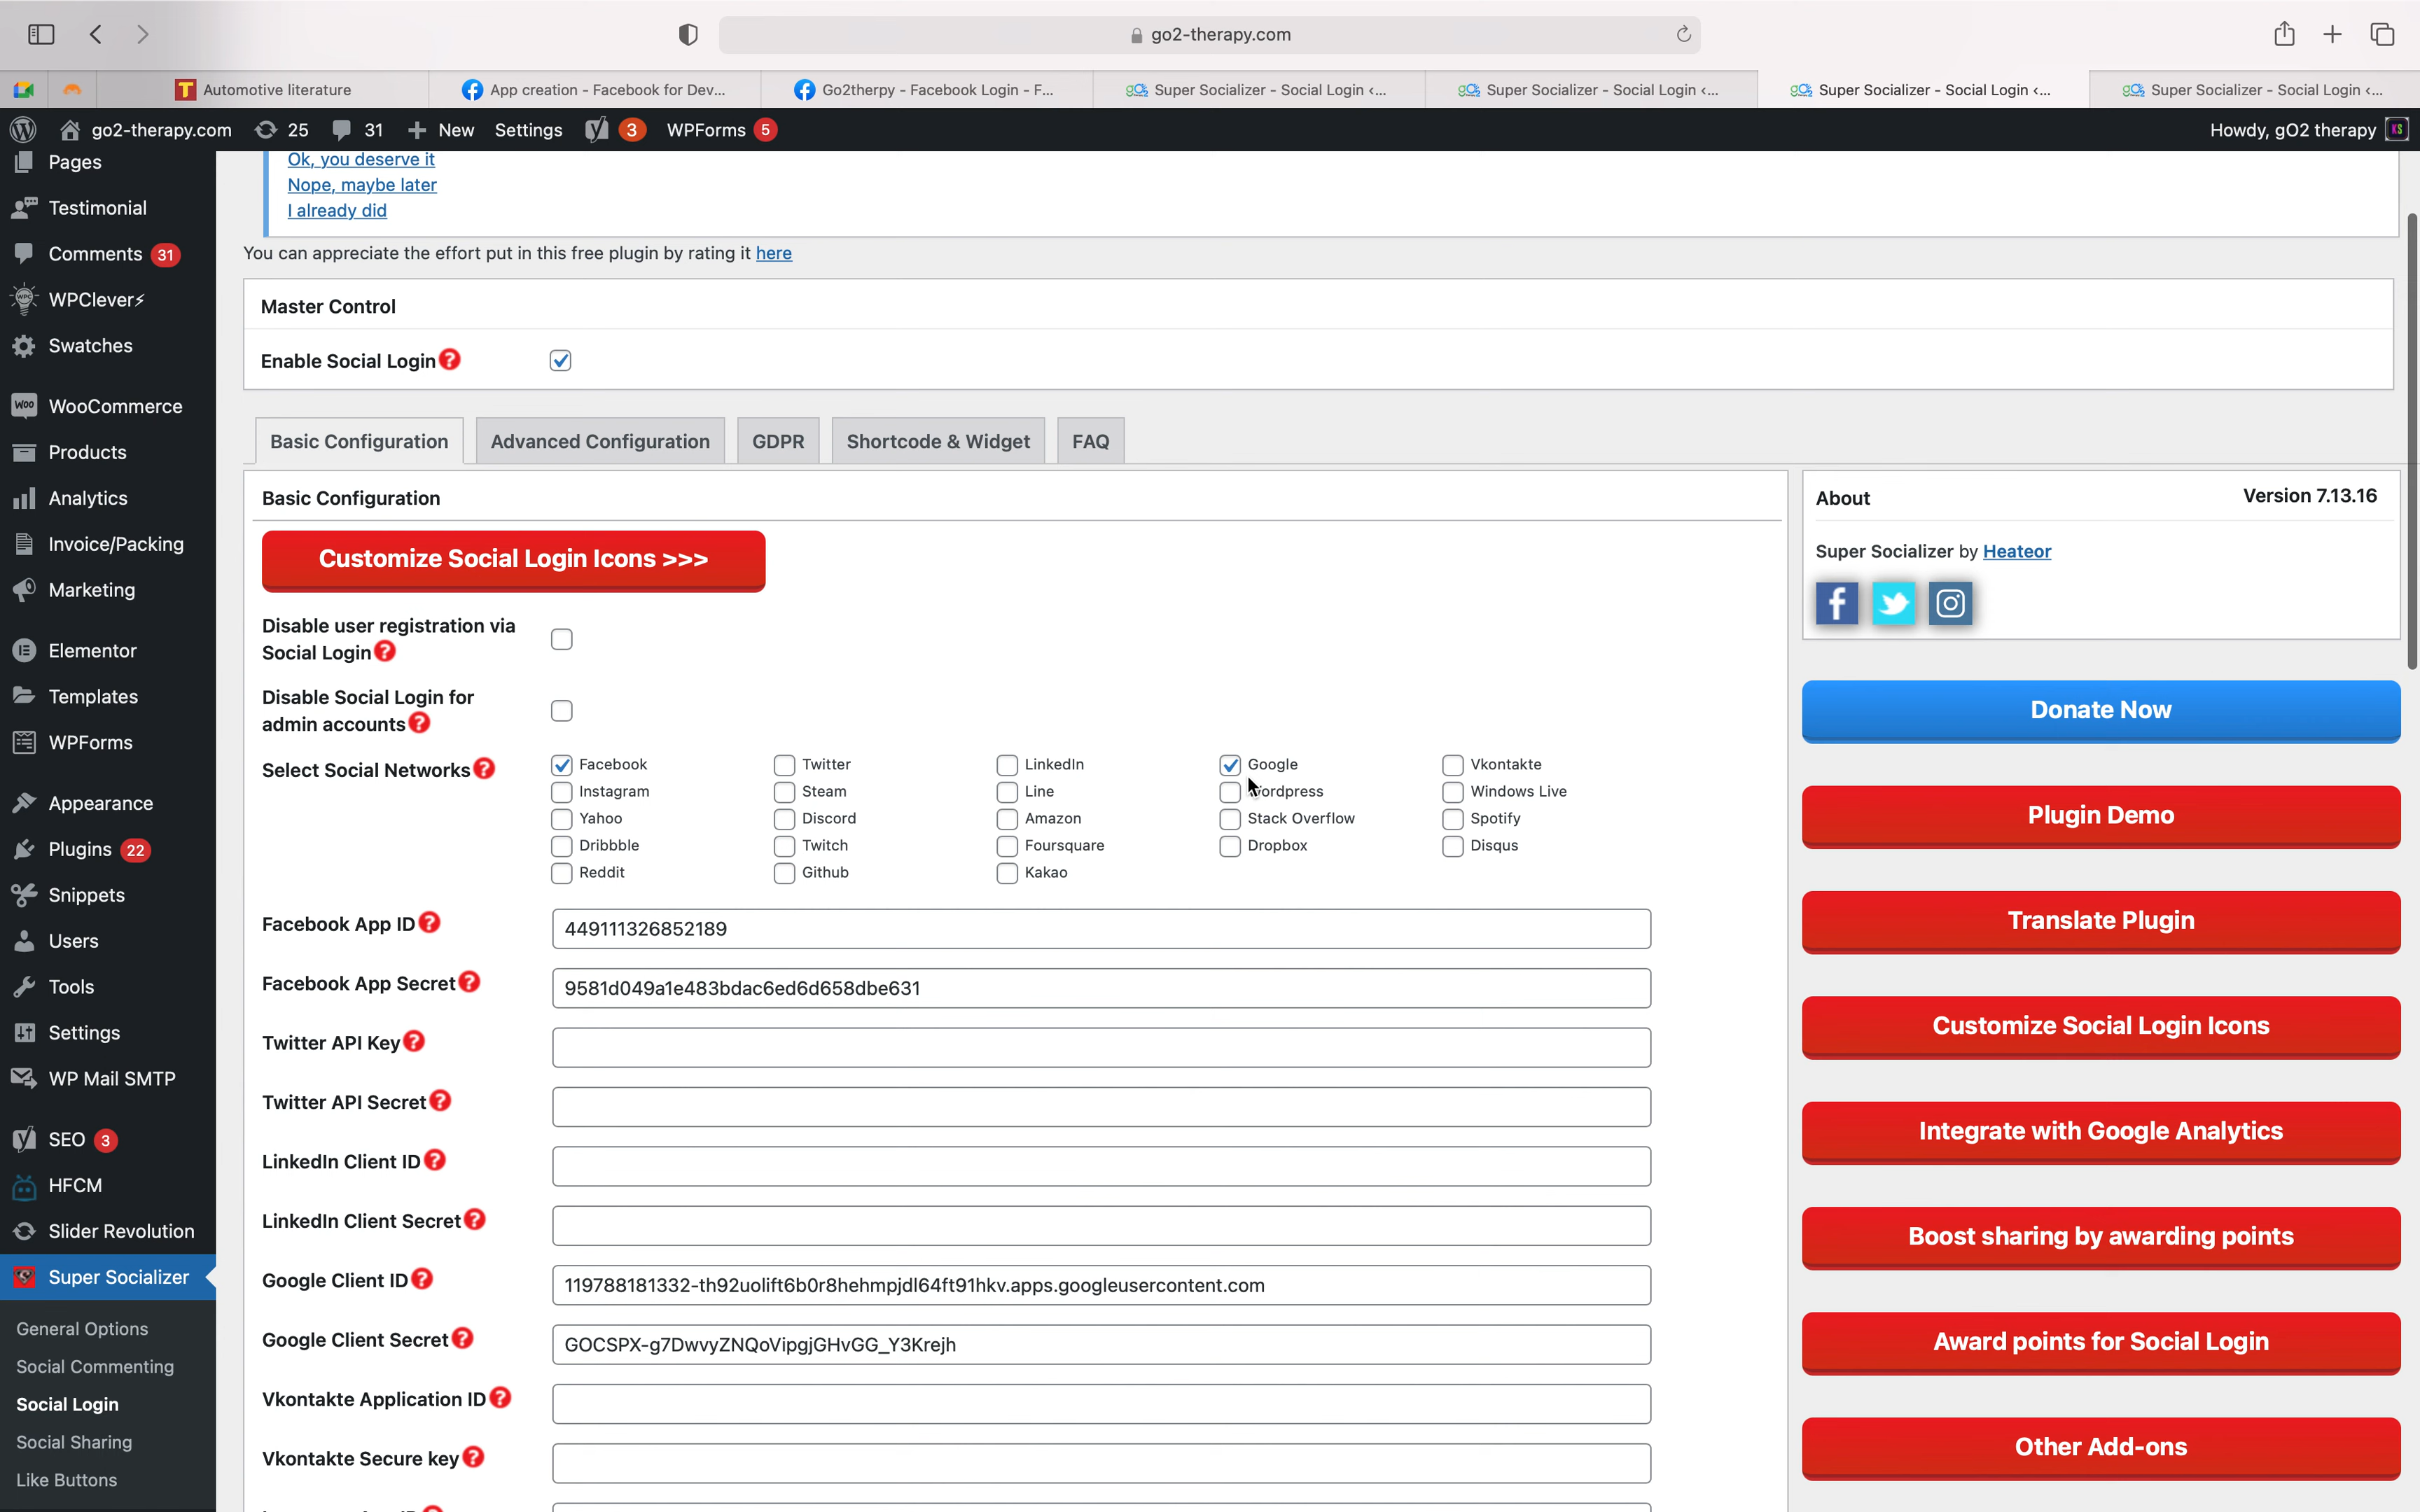 go2-therapy.com
Automotive literature
App creation - Facebook for Dev...
Go2therpy - Facebook Login - F...
Super Socializer - Social Login <...
Super Socializer - Social Login <...
Super Socializer - Social Login <...
Super Socializer - Social Login <...
go2-therapy.com 25 31 New Settings 3 WPForms 5
Howdy, gO2 therapy
Pages
Testimonial
Comments 31
WPClever⚡
Swatches
WooCommerce
Products
Analytics
Invoice/Packing
Marketing
Elementor
Templates
WPForms
Appearance
Plugins 22
Snippets
Users
Tools
Settings
WP Mail SMTP
SEO 3
HFCM
Slider Revolution
Super Socializer
General Options
Social Commenting
Social Login
Social Sharing
Like Buttons
Ok, you deserve it
Nope, maybe later
I already did
You can appreciate the effort put in this free plugin by rating it here
Master Control
Enable Social Login ?
Basic Configuration
Advanced Configuration
GDPR
Shortcode & Widget
FAQ
Basic Configuration
Customize Social Login Icons >>>
Disable user registration via
Social Login ?
Disable Social Login for
admin accounts ?
Select Social Networks ?
Facebook Twitter LinkedIn Google Vkontakte
Instagram Steam Line ordpress Windows Live
Yahoo Discord Amazon Stack Overflow Spotify
Dribbble Twitch Foursquare Dropbox Disqus
Reddit Github Kakao
Facebook App ID ? 449111326852189
Facebook App Secret ? 9581d049a1e483bdac6ed6d658dbe631
Twitter API Key ?
Twitter API Secret ?
LinkedIn Client ID ?
LinkedIn Client Secret ?
Google Client ID ? 119788181332-th92uolift6b0r8hehmpjdl64ft91hkv.apps.googleusercontent.com
Google Client Secret ? 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
Vkontakte Application ID ?
Vkontakte Secure key ?
About
Version 7.13.16
Super Socializer by Heateor
Donate Now
Plugin Demo
Translate Plugin
Customize Social Login Icons
Integrate with Google Analytics
Boost sharing by awarding points
Award points for Social Login
Other Add-ons